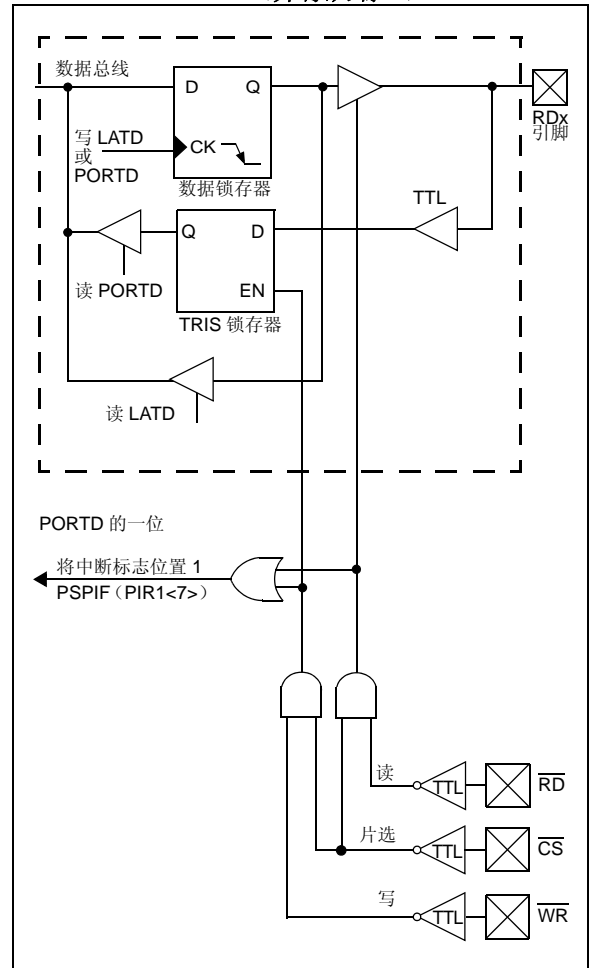 数据总线
D Q
RDx
引脚
写 LATD
或
PORTD
CK
数据锁存器
TTL
Q D
读 PORTD
EN
TRIS 锁存器
读 LATD
PORTD 的一位
将中断标志位置 1
PSPIF（PIR1<7>）
读
TTL
RD
片选
TTL
CS
写
TTL
WR